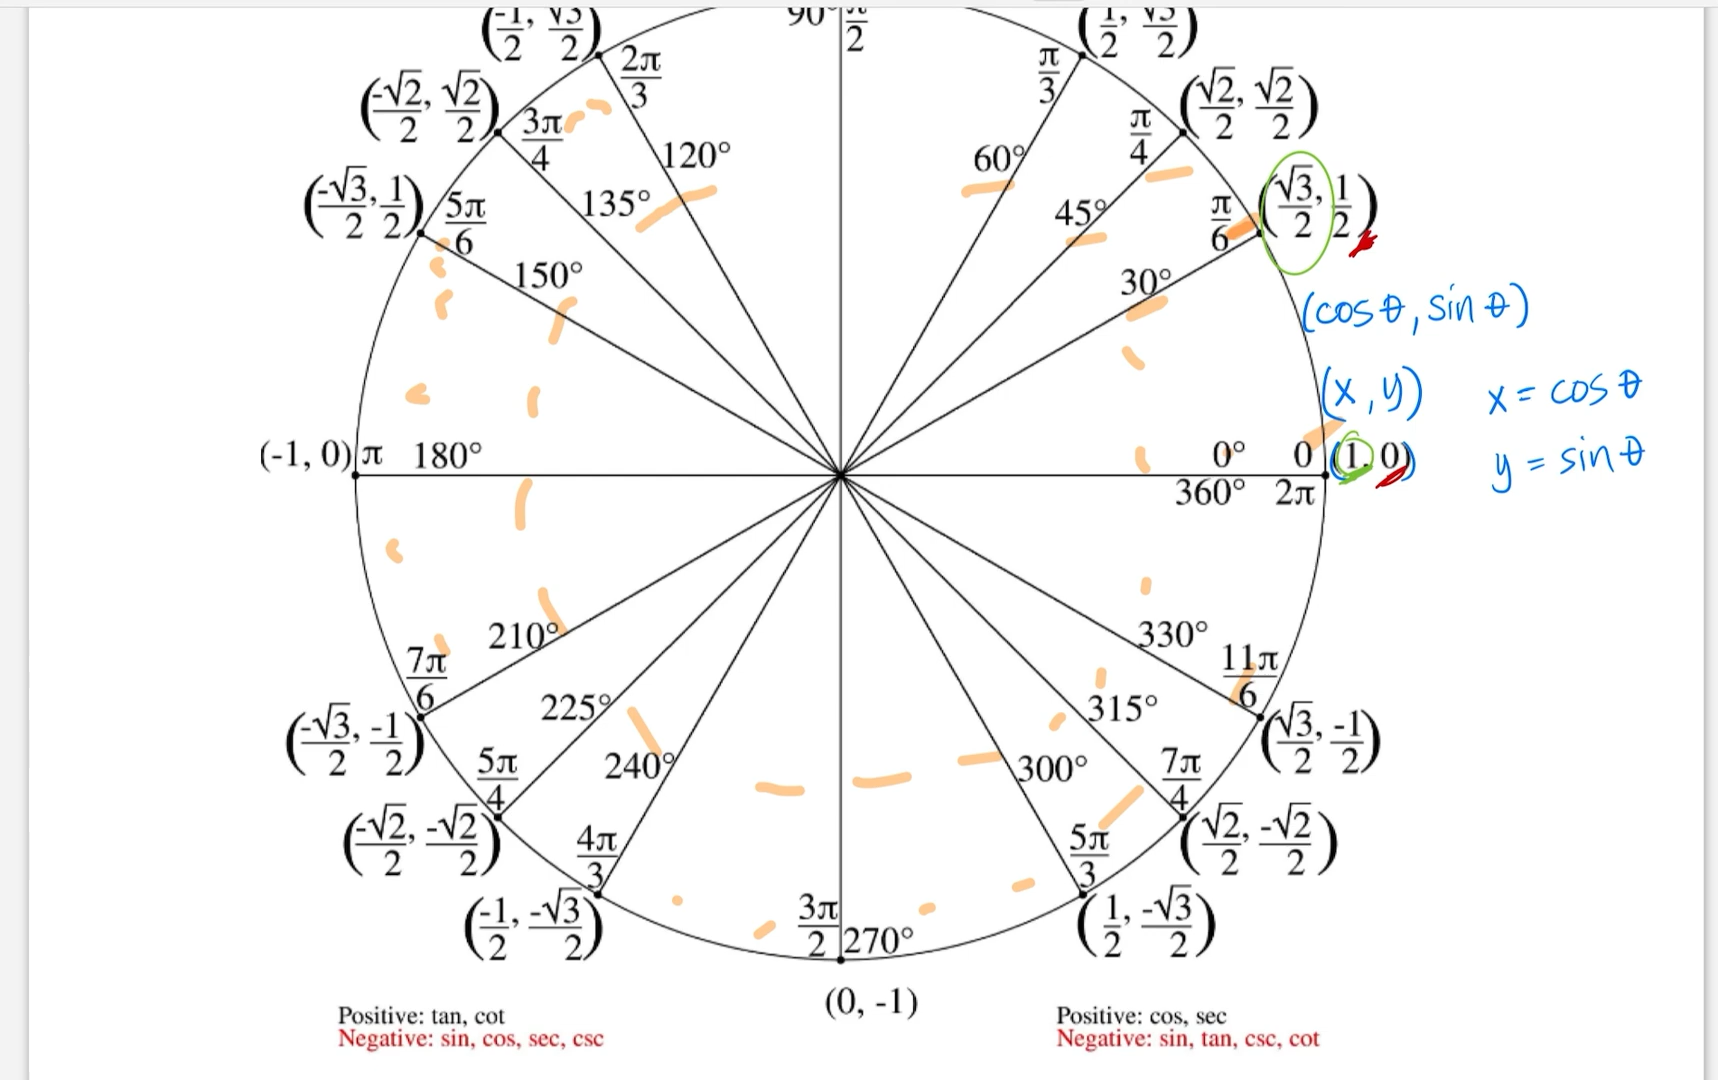 (-1/2, √3/2) 2π/3 90° π/2 π/3 (1/2, √3/2)
(-√2/2, √2/2) 3π/4 120° 60° π/4 (√2/2, √2/2)
(-√3/2, 1/2) 5π/6 135° 45° π/6 (√3/2, 1/2)
150° 30°
(cos θ, sin θ)
(x, y) x = cos θ
(-1, 0) π 180° 0° 0 (1, 0) y = sin θ
360° 2π
210° 330°
7π/6 11π/6
(-√3/2, -1/2) 225° 315° (√3/2, -1/2)
5π/4 240° 300° 7π/4
(-√2/2, -√2/2) 4π/3 5π/3 (√2/2, -√2/2)
(-1/2, -√3/2) 3π/2 270° (1/2, -√3/2)
(0, -1)
Positive: tan, cot
Negative: sin, cos, sec, csc
Positive: cos, sec
Negative: sin, tan, csc, cot